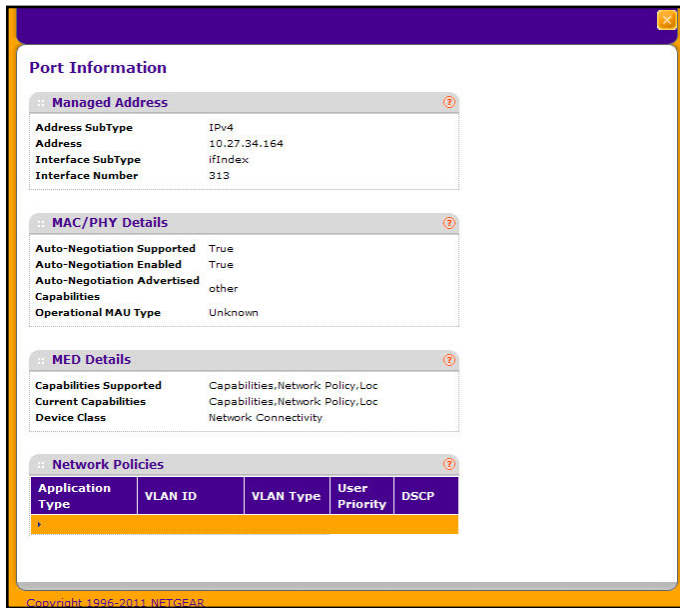 Port Information
Managed Address
Address SubType IPv4
Address 10.27.34.164
Interface SubType ifIndex
Interface Number 313
MAC/PHY Details
Auto-Negotiation Supported True
Auto-Negotiation Enabled True
Auto-Negotiation Advertised
Capabilities other
Operational MAU Type Unknown
MED Details
Capabilities Supported Capabilities,Network Policy,Loc
Current Capabilities Capabilities,Network Policy,Loc
Device Class Network Connectivity
Network Policies
Application Type VLAN ID VLAN Type User Priority DSCP
Copyright 1996-2011 NETGEAR